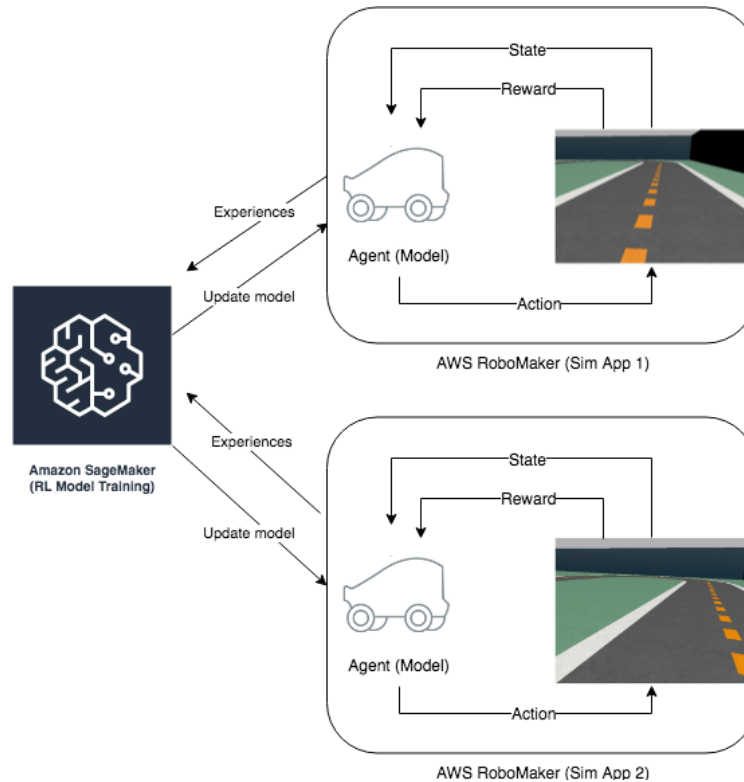 State
Reward
Experiences
Agent (Model)
Update model
Action
AWS RoboMaker (Sim App 1)
Experiences
State
Amazon SageMaker
(RL Model Training)
Reward
Update model
Agent (Model)
Action
AWS RoboMaker (Sim App 2)